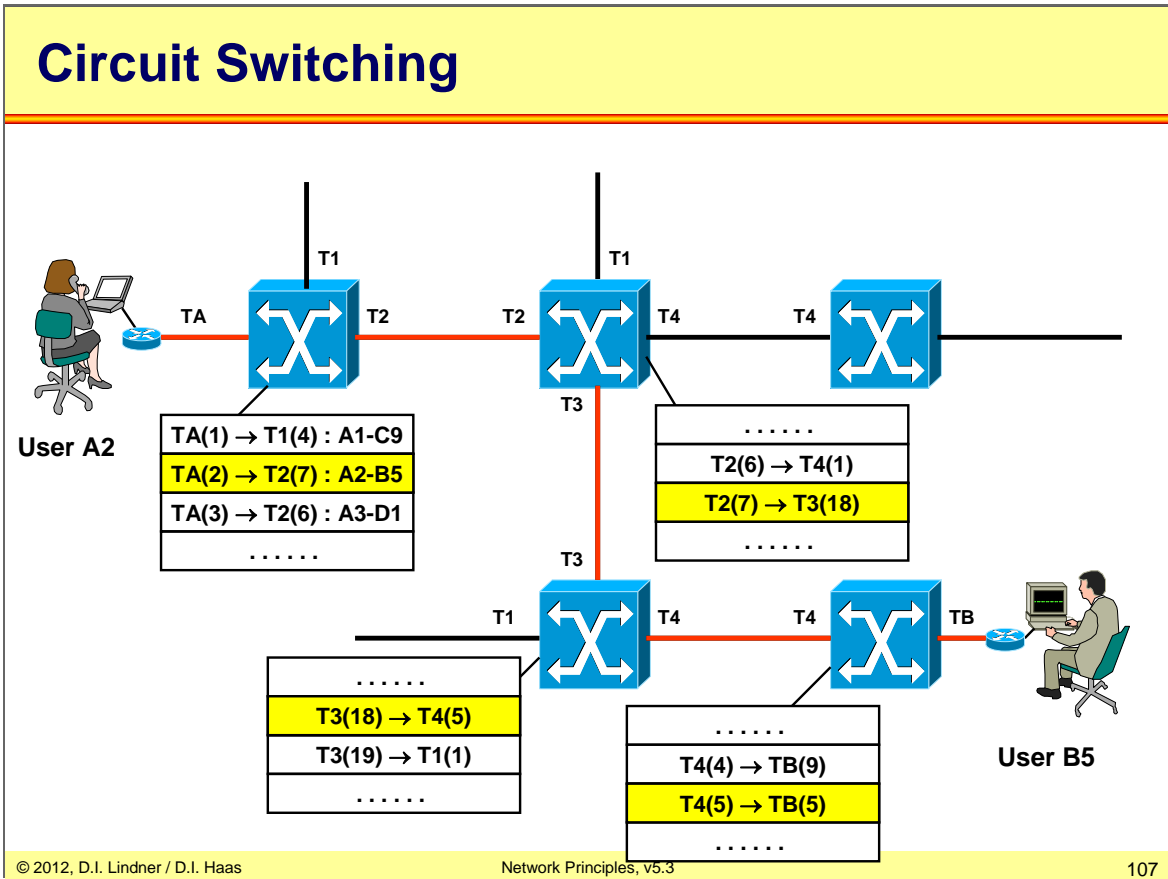 Circuit Switching
T1
T1
TA
T2
T2
T4
T4
T3
User A2
TA(1) → T1(4) : A1-C9
TA(2) → T2(7) : A2-B5
TA(3) → T2(6) : A3-D1
. . . . . .
. . . . . .
T2(6) → T4(1)
T2(7) → T3(18)
. . . . . .
T3
T1
T4
T4
TB
. . . . . .
T3(18) → T4(5)
T3(19) → T1(1)
. . . . . .
. . . . . .
T4(4) → TB(9)
T4(5) → TB(5)
. . . . . .
User B5
© 2012, D.I. Lindner / D.I. Haas
Network Principles, v5.3
107